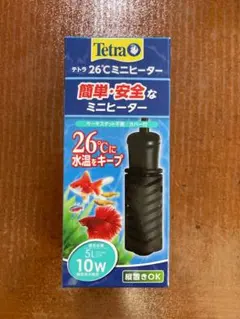 Tetra
テトラ 26℃ミニヒーター
簡単・安全な
ミニヒーター
サーモスタット不要 カバー付
26℃に
水温をキープ
5L
10W
縦置きOK